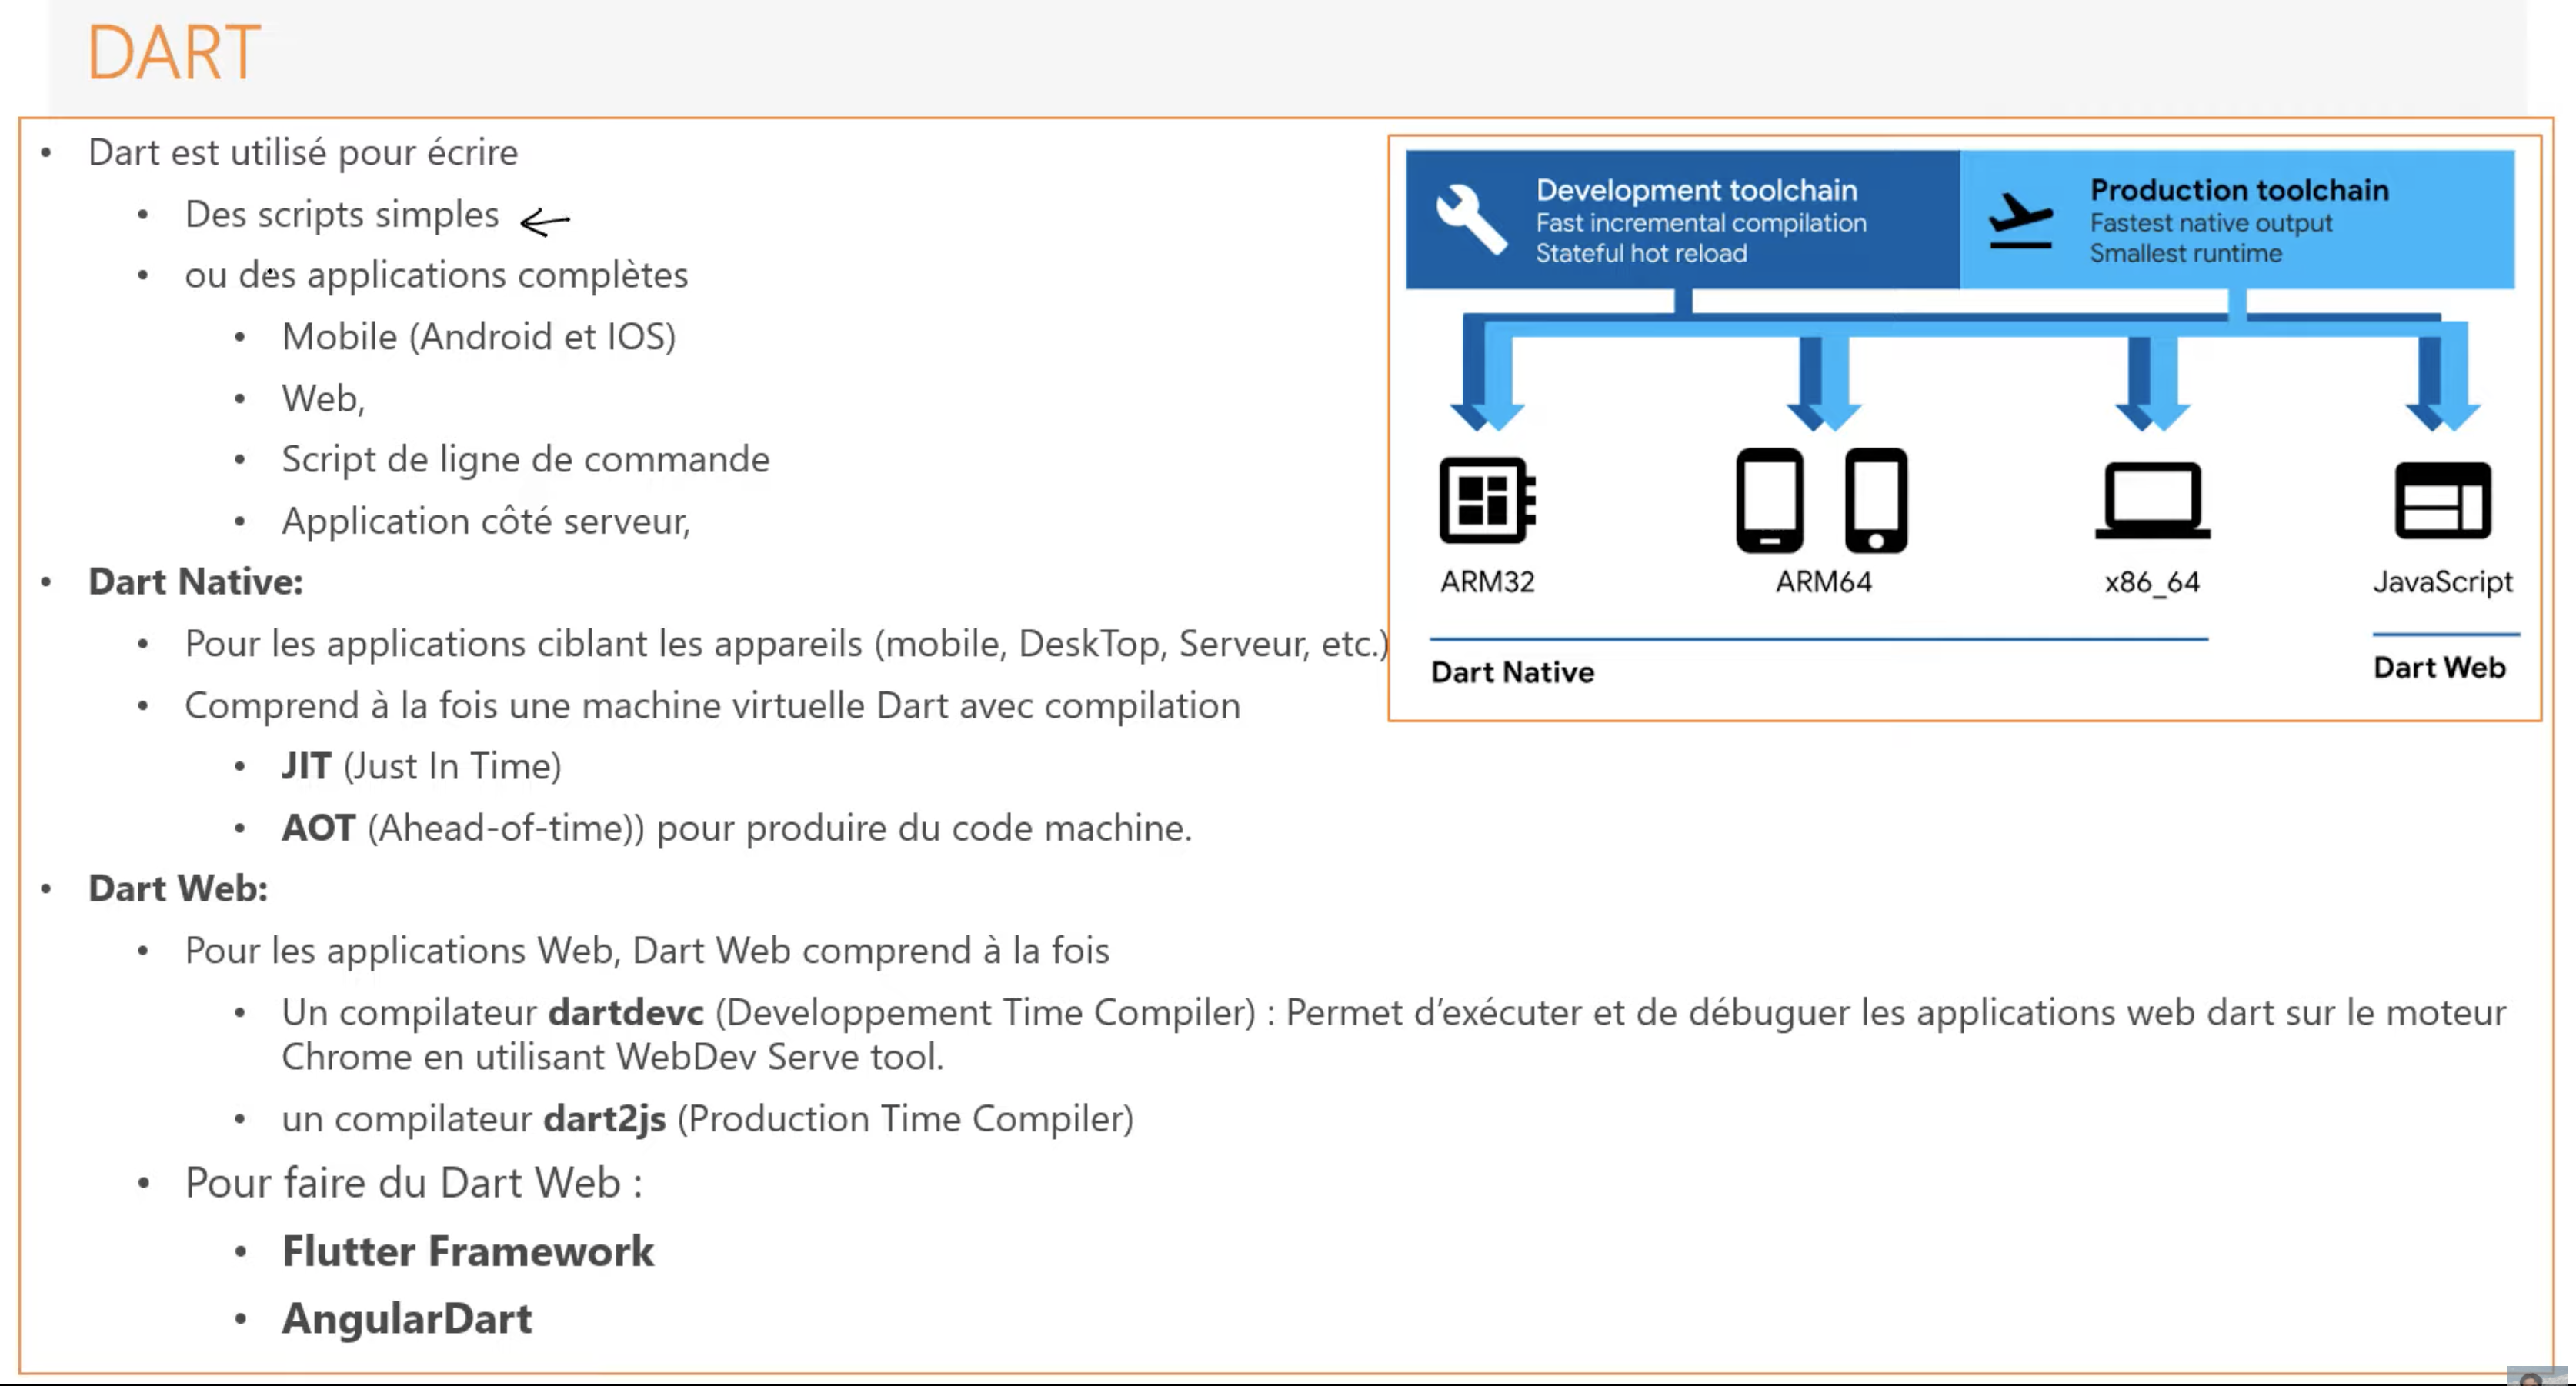 DART
Dart est utilisé pour écrire
Des scripts simples
ou des applications complètes
Mobile (Android et IOS)
Web,
Script de ligne de commande
Application côté serveur,
Dart Native:
Pour les applications ciblant les appareils (mobile, DeskTop, Serveur, etc.)
Comprend à la fois une machine virtuelle Dart avec compilation
JIT (Just In Time)
AOT (Ahead-of-time)) pour produire du code machine.
Dart Web:
Pour les applications Web, Dart Web comprend à la fois
Un compilateur dartdevc (Developpement Time Compiler) : Permet d’exécuter et de débuguer les applications web dart sur le moteur
Chrome en utilisant WebDev Serve tool.
un compilateur dart2js (Production Time Compiler)
Pour faire du Dart Web :
Flutter Framework
AngularDart
Development toolchain
Fast incremental compilation
Stateful hot reload
Production toolchain
Fastest native output
Smallest runtime
ARM32
ARM64
x86_64
JavaScript
Dart Native
Dart Web